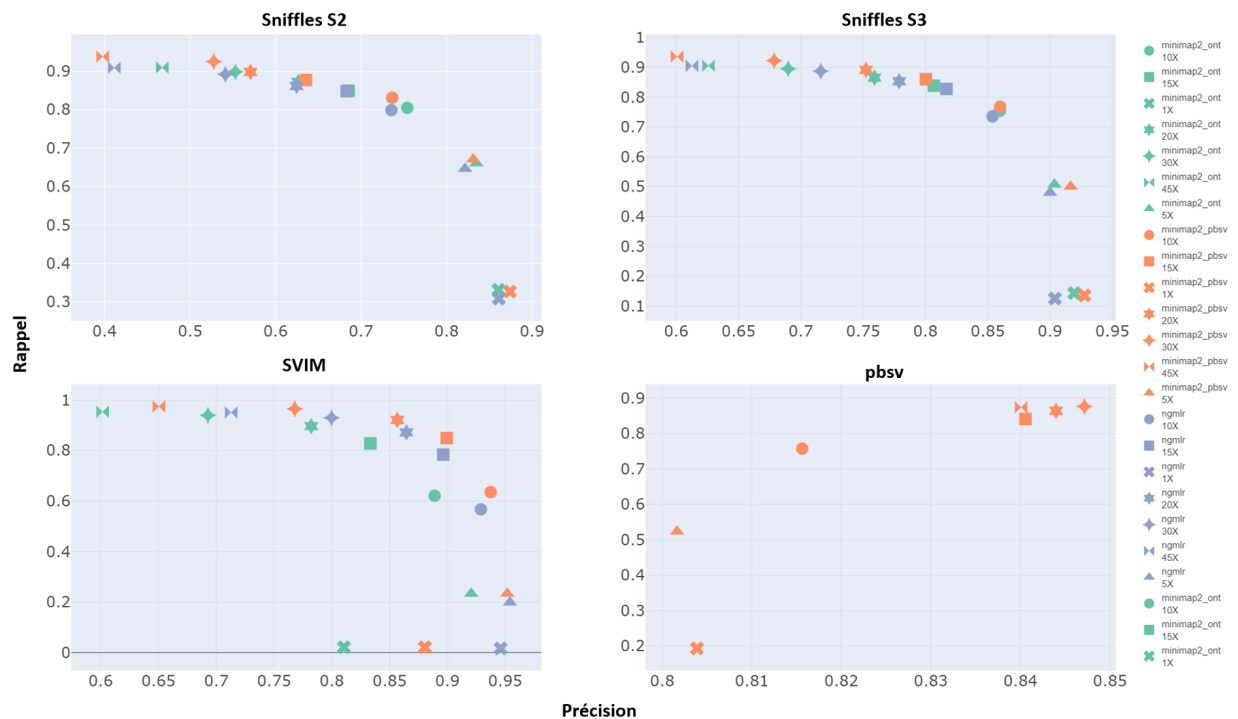 Sniffles S2
0.9
0.8
0.7
0.6
0.5
0.4
0.3
0.4
0.5
0.6
0.7
0.8
0.9
Sniffles S3
1
0.9
0.8
0.7
0.6
0.5
0.4
0.3
0.2
0.1
0.6
0.65
0.7
0.75
0.8
0.85
0.9
0.95
Rappel
SVIM
1
0.8
0.6
0.4
0.2
0
0.6
0.65
0.7
0.75
0.8
0.85
0.9
0.95
pbsv
0.9
0.8
0.7
0.6
0.5
0.4
0.3
0.2
0.8
0.81
0.82
0.83
0.84
0.85
Précision
minimap2_ont
10X
minimap2_ont
15X
minimap2_ont
1X
minimap2_ont
20X
minimap2_ont
30X
minimap2_ont
45X
minimap2_ont
5X
minimap2_pbsv
10X
minimap2_pbsv
15X
minimap2_pbsv
1X
minimap2_pbsv
20X
minimap2_pbsv
30X
minimap2_pbsv
45X
minimap2_pbsv
5X
ngmlr
10X
ngmlr
15X
ngmlr
1X
ngmlr
20X
ngmlr
30X
ngmlr
45X
ngmlr
5X
minimap2_ont
10X
minimap2_ont
15X
minimap2_ont
1X